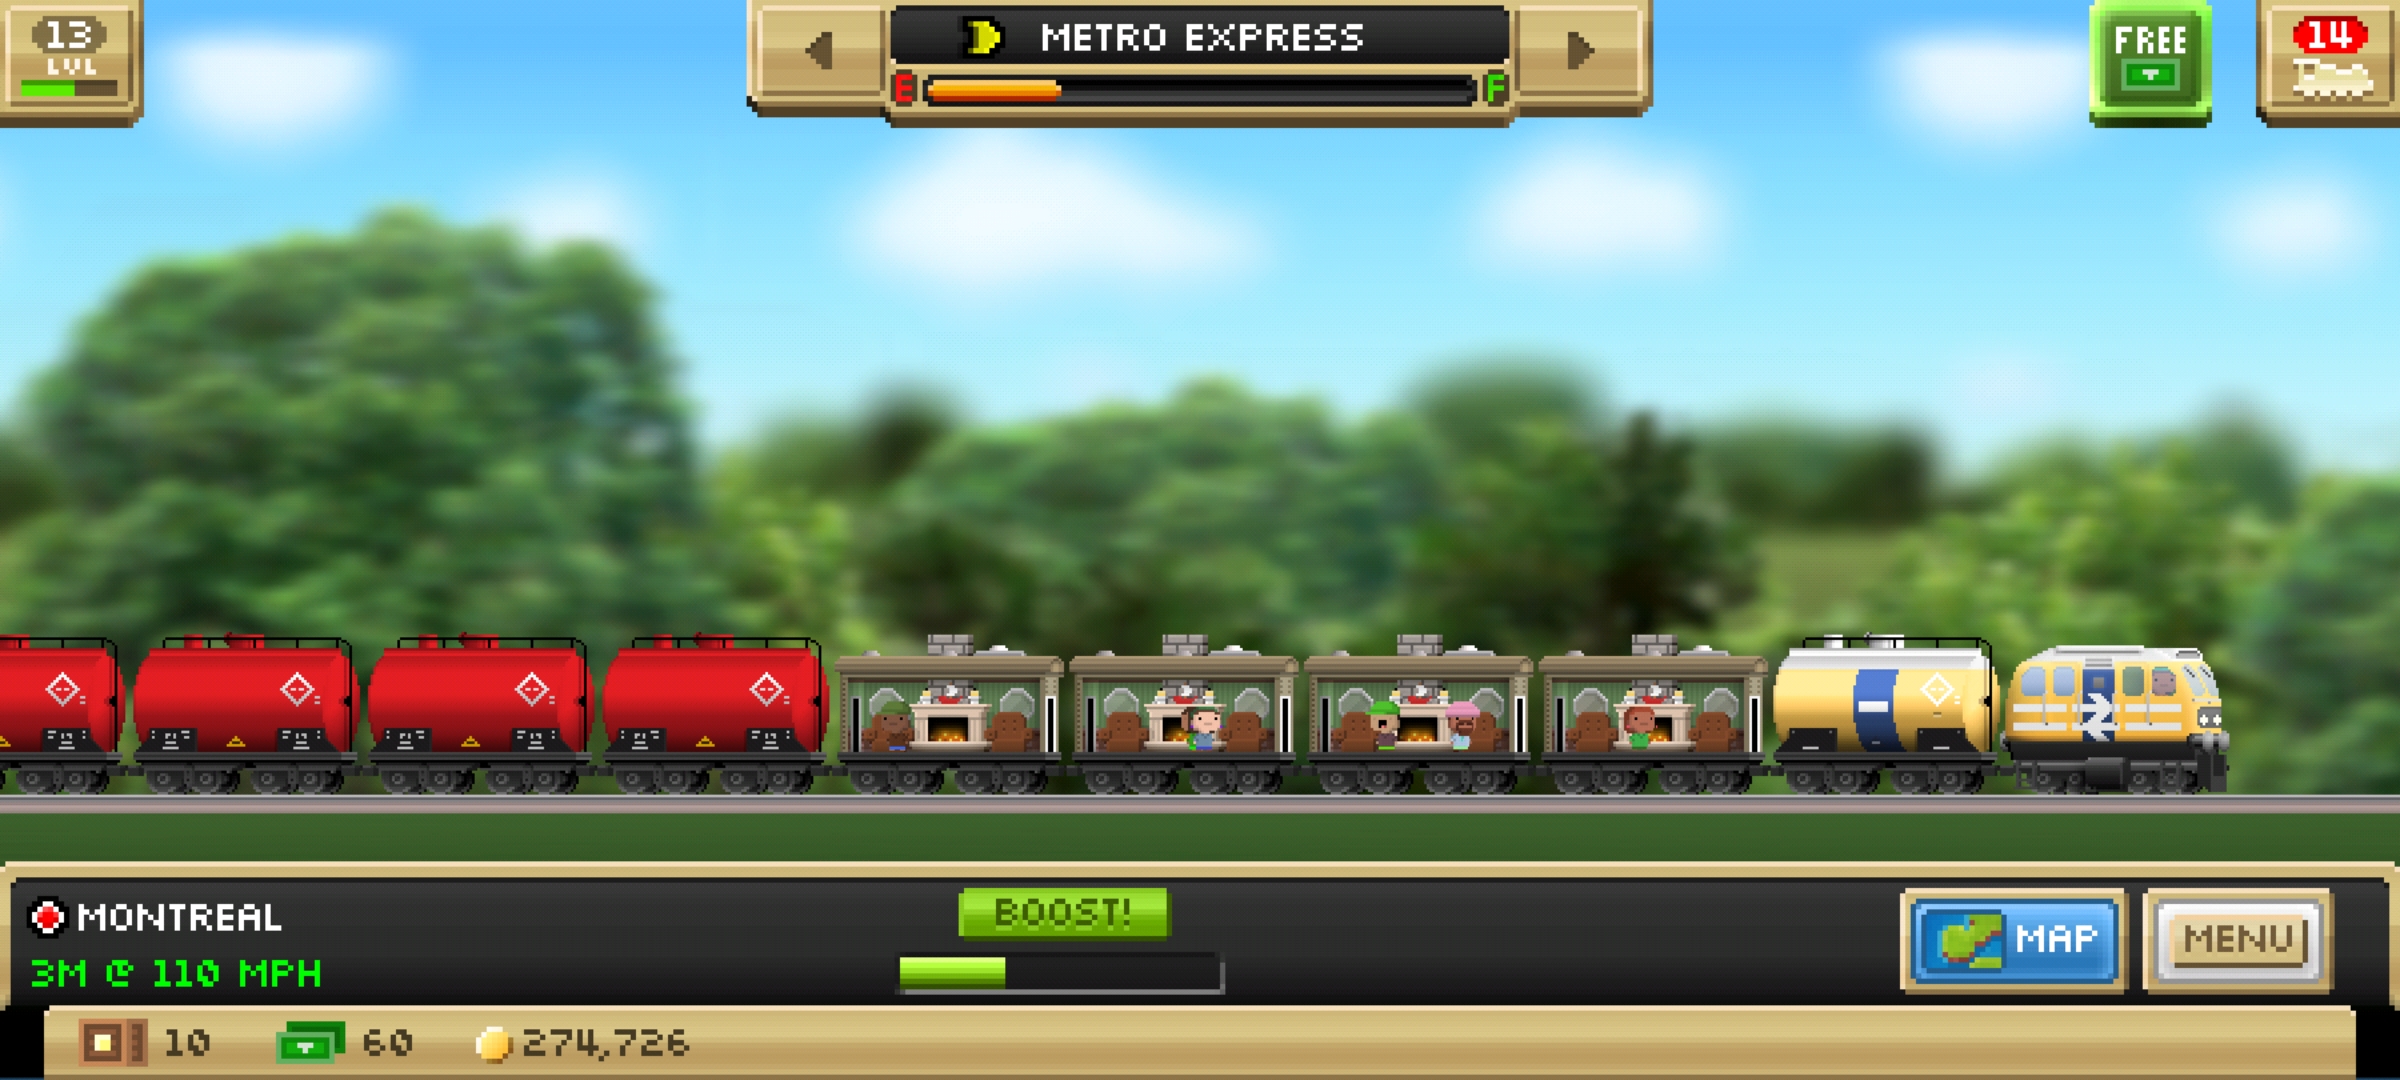 13
LVL
METRO EXPRESS
E F
FREE
14
MONTREAL
3M @ 110 MPH
BOOST!
MAP
MENU
10 60 274,726